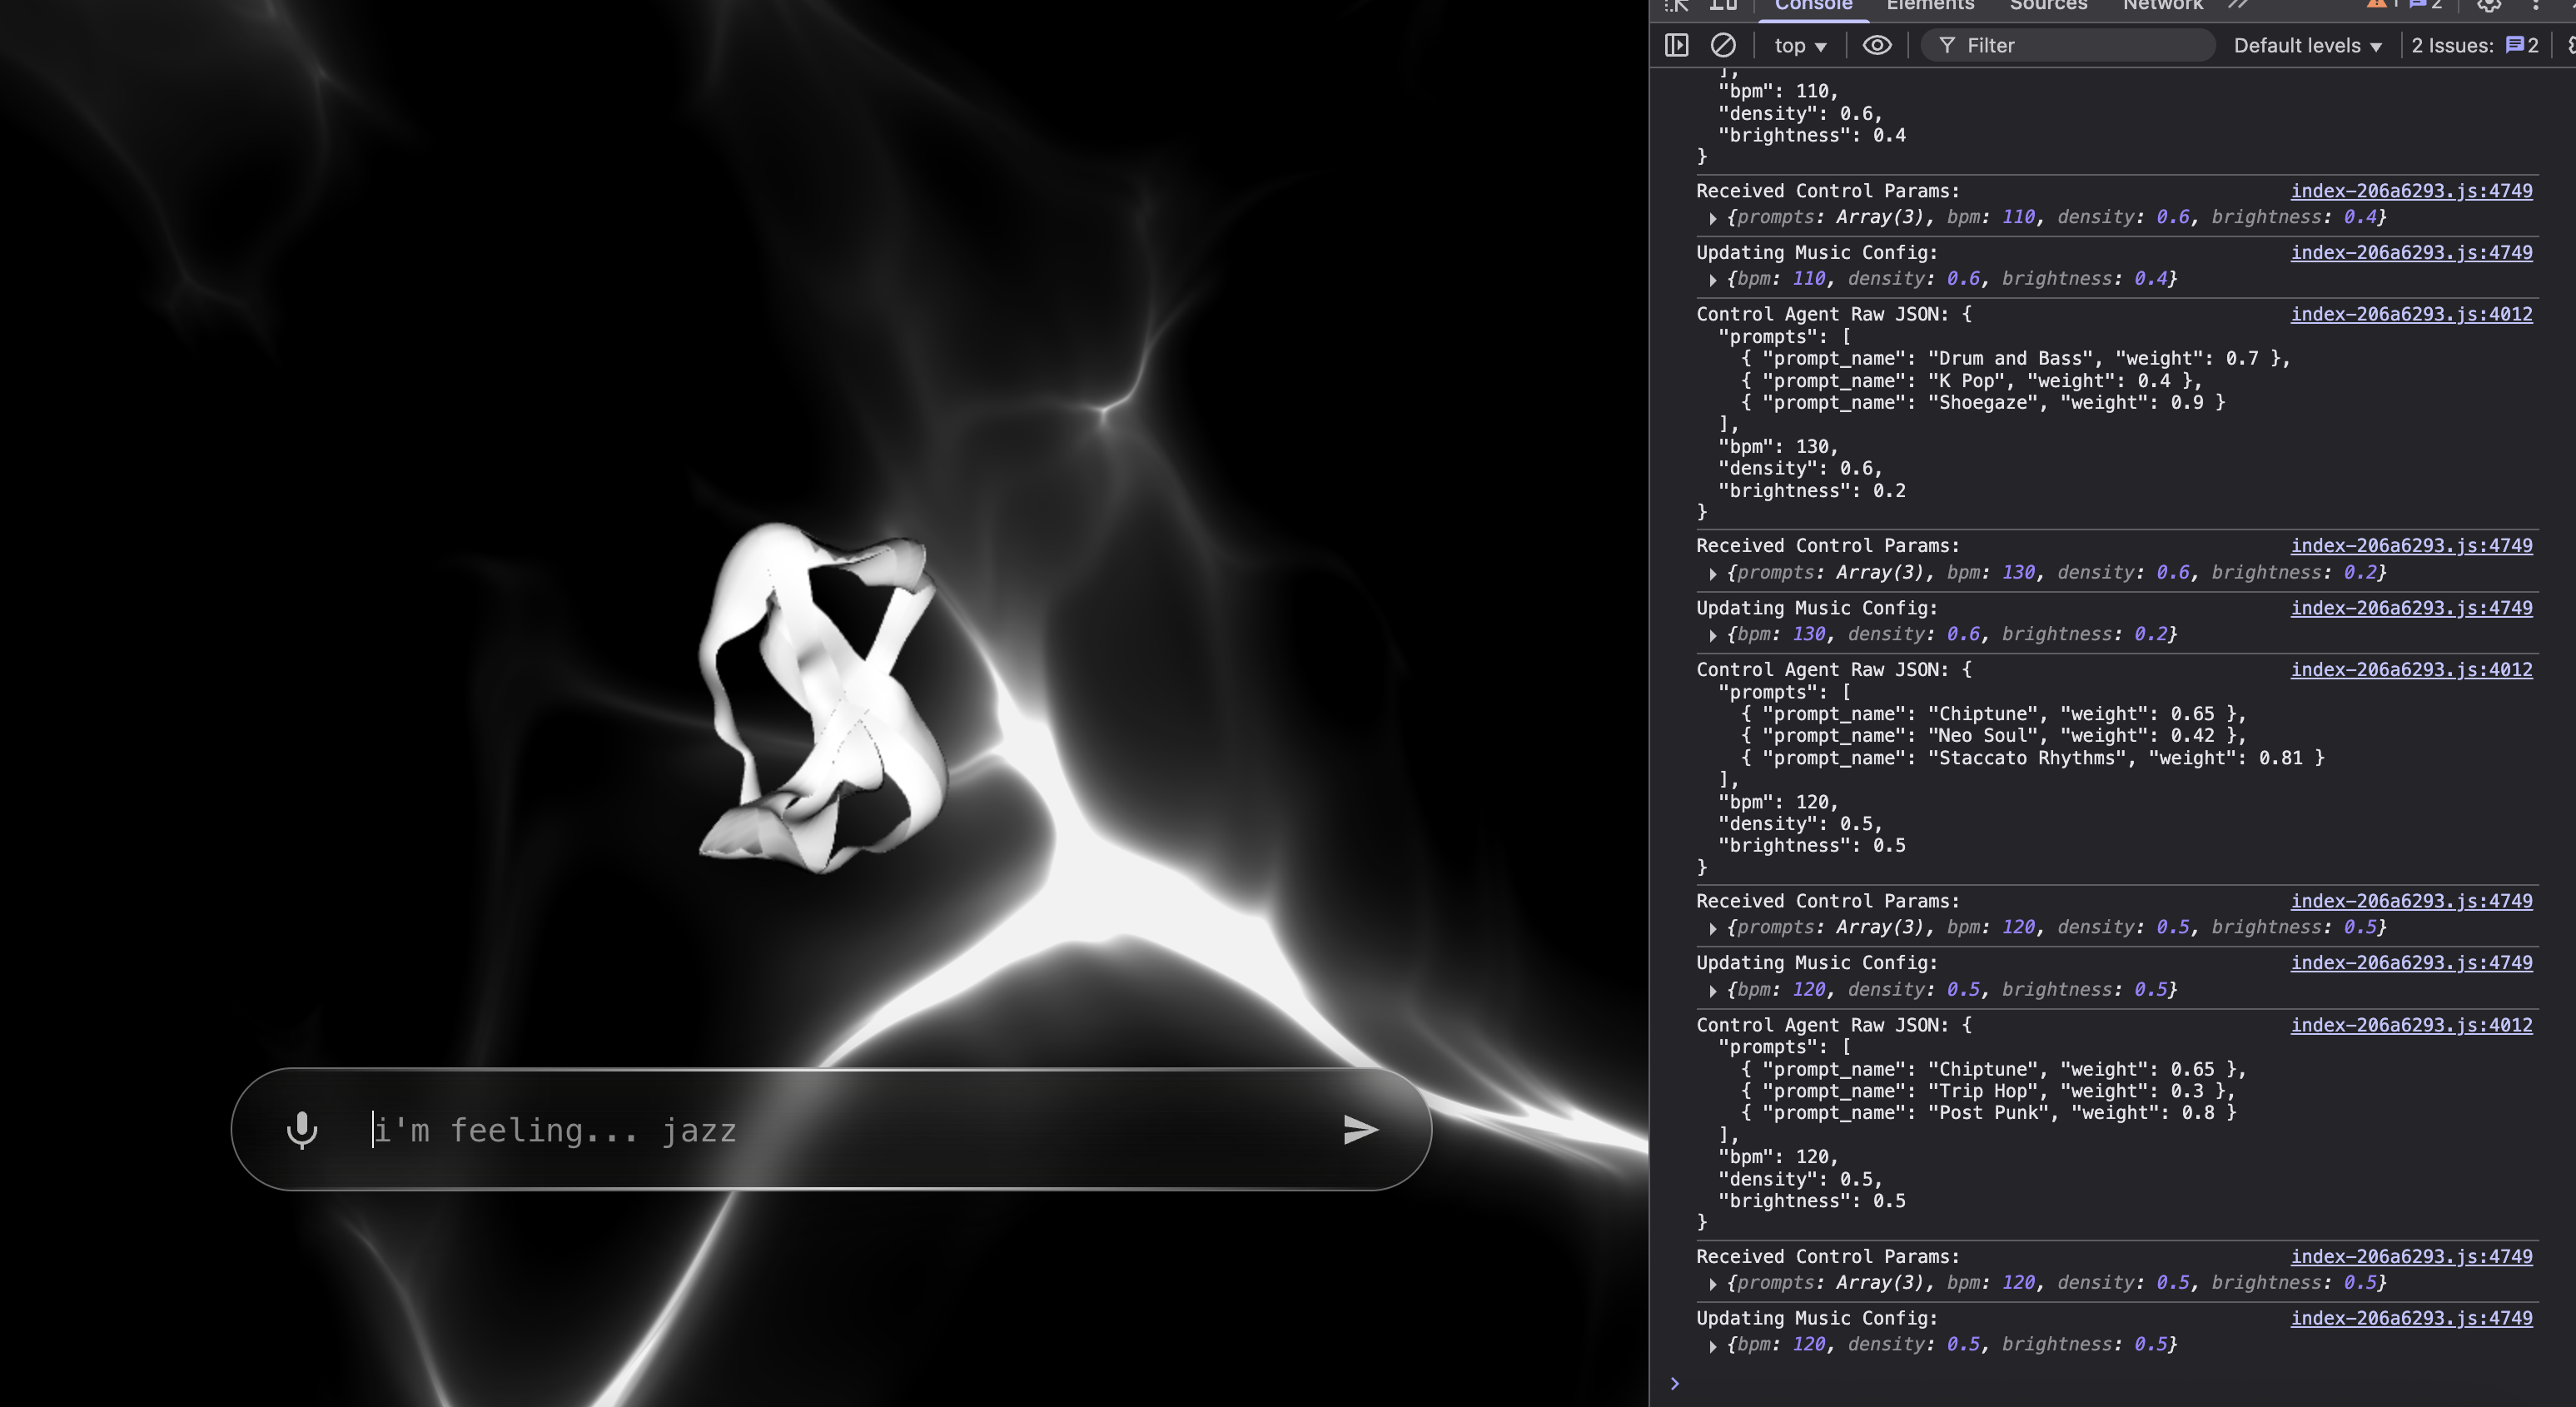 i'm feeling... jazz
Console Elements Sources Network 1 2
top Filter Default levels 2 Issues: 2
],
"bpm": 110,
"density": 0.6,
"brightness": 0.4
}
Received Control Params: index-206a6293.js:4749
{prompts: Array(3), bpm: 110, density: 0.6, brightness: 0.4}
Updating Music Config: index-206a6293.js:4749
{bpm: 110, density: 0.6, brightness: 0.4}
Control Agent Raw JSON: { index-206a6293.js:4012
"prompts": [
{ "prompt_name": "Drum and Bass", "weight": 0.7 },
{ "prompt_name": "K Pop", "weight": 0.4 },
{ "prompt_name": "Shoegaze", "weight": 0.9 }
],
"bpm": 130,
"density": 0.6,
"brightness": 0.2
}
Received Control Params: index-206a6293.js:4749
{prompts: Array(3), bpm: 130, density: 0.6, brightness: 0.2}
Updating Music Config: index-206a6293.js:4749
{bpm: 130, density: 0.6, brightness: 0.2}
Control Agent Raw JSON: { index-206a6293.js:4012
"prompts": [
{ "prompt_name": "Chiptune", "weight": 0.65 },
{ "prompt_name": "Neo Soul", "weight": 0.42 },
{ "prompt_name": "Staccato Rhythms", "weight": 0.81 }
],
"bpm": 120,
"density": 0.5,
"brightness": 0.5
}
Received Control Params: index-206a6293.js:4749
{prompts: Array(3), bpm: 120, density: 0.5, brightness: 0.5}
Updating Music Config: index-206a6293.js:4749
{bpm: 120, density: 0.5, brightness: 0.5}
Control Agent Raw JSON: { index-206a6293.js:4012
"prompts": [
{ "prompt_name": "Chiptune", "weight": 0.65 },
{ "prompt_name": "Trip Hop", "weight": 0.3 },
{ "prompt_name": "Post Punk", "weight": 0.8 }
],
"bpm": 120,
"density": 0.5,
"brightness": 0.5
}
Received Control Params: index-206a6293.js:4749
{prompts: Array(3), bpm: 120, density: 0.5, brightness: 0.5}
Updating Music Config: index-206a6293.js:4749
{bpm: 120, density: 0.5, brightness: 0.5}